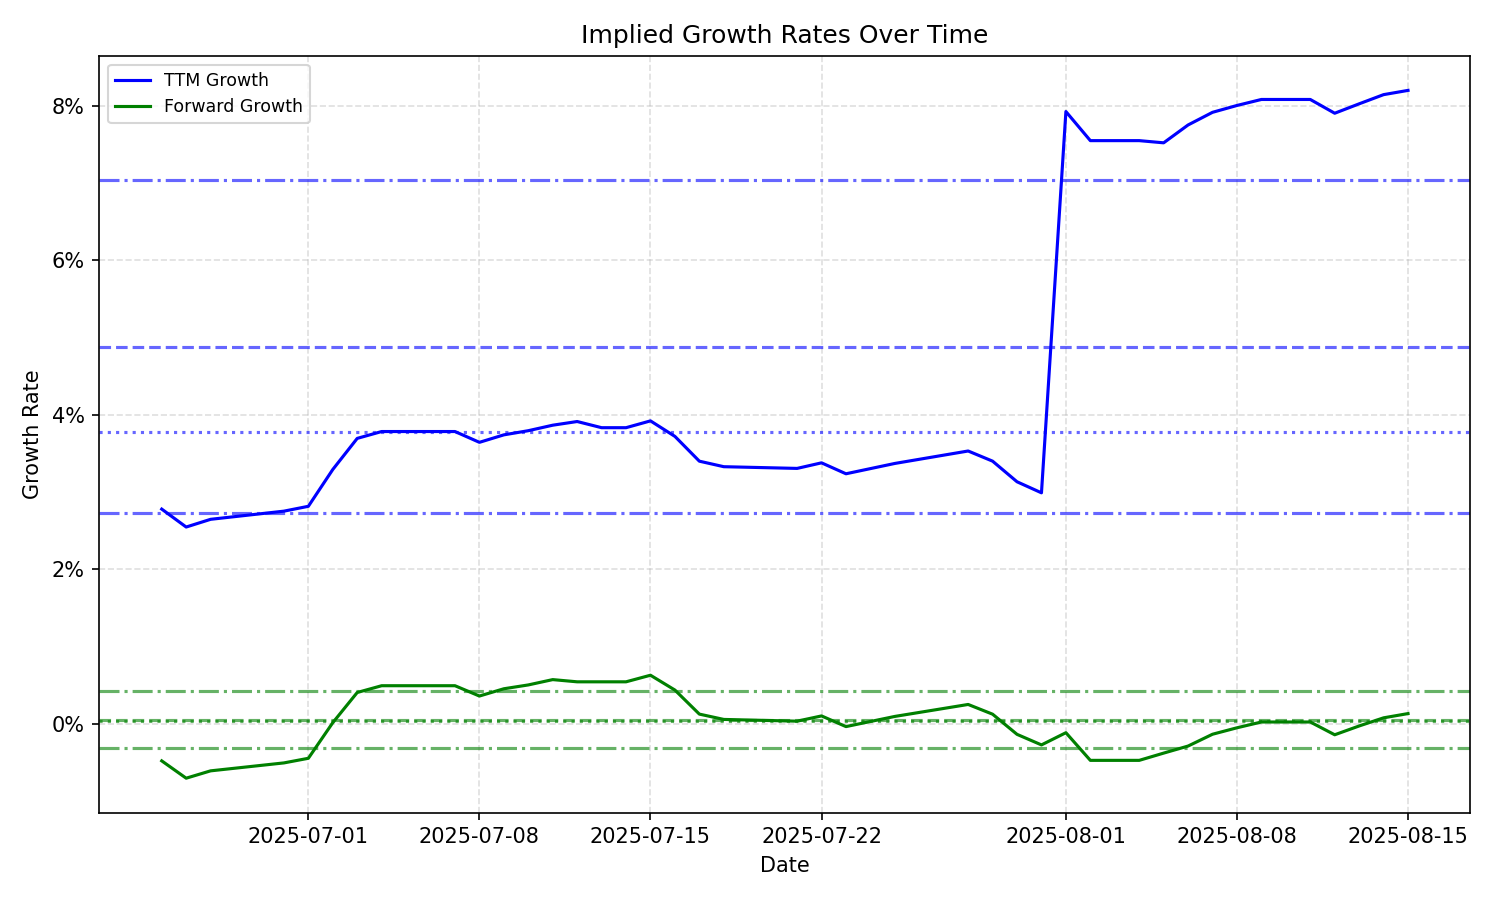 Implied Growth Rates Over Time
TTM Growth
Forward Growth
8%
6%
4%
2%
0%
Growth Rate
2025-07-01
2025-07-08
2025-07-15
2025-07-22
2025-08-01
2025-08-08
2025-08-15
Date